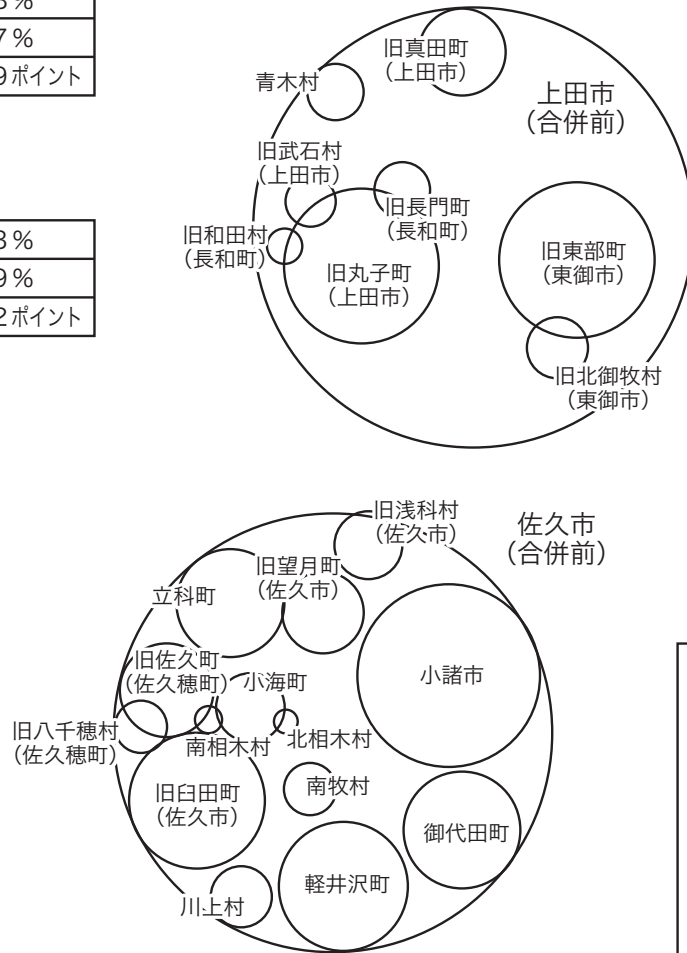 %
7%
9ポイント
旧真田町
(上田市)
青木村
上田市
(合併前)
旧武石村
(上田市)
旧長門町
(長和町)
旧和田村
(長和町)
旧丸子町
(上田市)
旧東部町
(東御市)
旧北御牧村
(東御市)
3%
9%
2ポイント
旧浅科村
(佐久市)
佐久市
(合併前)
旧望月町
(佐久市)
立科町
旧佐久町
(佐久穂町)
小海町
小諸市
旧八千穂村
(佐久穂町)
南相木村
北相木村
旧臼田町
(佐久市)
南牧村
御代田町
軽井沢町
川上村